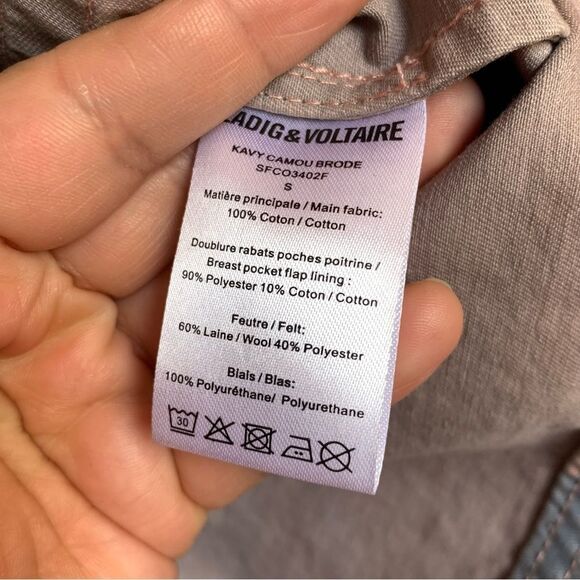 ZADIG & VOLTAIRE
KAVY CAMOU BRODE
SFCO3402F
S
Matière principale / Main fabric:
100% Coton / Cotton
Doublure rabats poches poitrine /
Breast pocket flap lining :
90% Polyester 10% Coton / Cotton
Feutre / Felt:
60% Laine / Wool 40% Polyester
Biais / Bias:
100% Polyuréthane/ Polyurethane
30